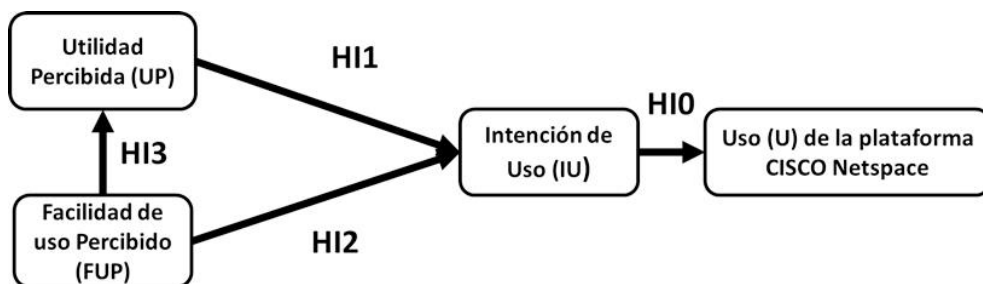 Utilidad
Percibida (UP)
HI1
HI3
Facilidad de
uso Percibido
(FUP)
HI2
Intención de
Uso (IU)
HI0
Uso (U) de la plataforma
CISCO Netspace